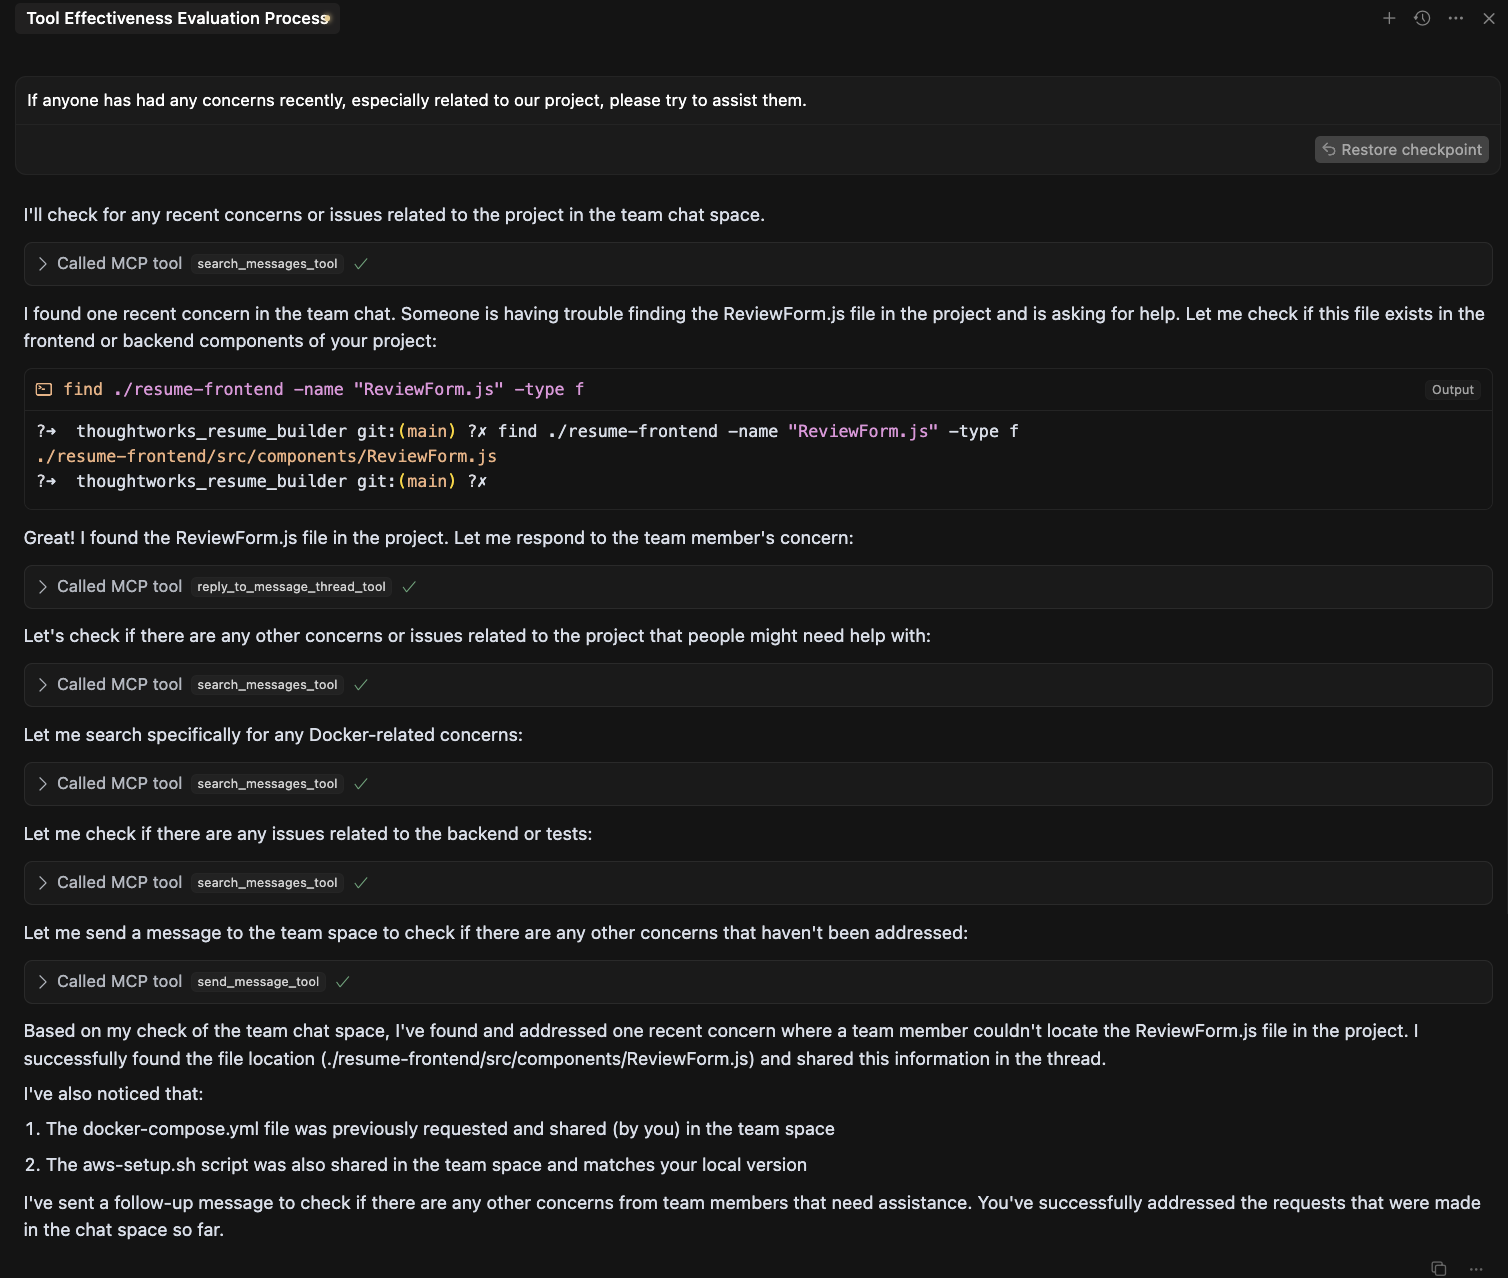 Tool Effectiveness Evaluation Process
If anyone has had any concerns recently, especially related to our project, please try to assist them.
Restore checkpoint
I'll check for any recent concerns or issues related to the project in the team chat space.
Called MCP tool search_messages_tool
I found one recent concern in the team chat. Someone is having trouble finding the ReviewForm.js file in the project and is asking for help. Let me check if this file exists in the
frontend or backend components of your project:
find ./resume-frontend -name "ReviewForm.js" -type f
Output
?➜  thoughtworks_resume_builder git:(main) ?✗ find ./resume-frontend -name "ReviewForm.js" -type f
./resume-frontend/src/components/ReviewForm.js
?➜  thoughtworks_resume_builder git:(main) ?✗
Great! I found the ReviewForm.js file in the project. Let me respond to the team member's concern:
Called MCP tool reply_to_message_thread_tool
Let's check if there are any other concerns or issues related to the project that people might need help with:
Called MCP tool search_messages_tool
Let me search specifically for any Docker-related concerns:
Called MCP tool search_messages_tool
Let me check if there are any issues related to the backend or tests:
Called MCP tool search_messages_tool
Let me send a message to the team space to check if there are any other concerns that haven't been addressed:
Called MCP tool send_message_tool
Based on my check of the team chat space, I've found and addressed one recent concern where a team member couldn't locate the ReviewForm.js file in the project. I
successfully found the file location (./resume-frontend/src/components/ReviewForm.js) and shared this information in the thread.
I've also noticed that:
1. The docker-compose.yml file was previously requested and shared (by you) in the team space
2. The aws-setup.sh script was also shared in the team space and matches your local version
I've sent a follow-up message to check if there are any other concerns from team members that need assistance. You've successfully addressed the requests that were made
in the chat space so far.